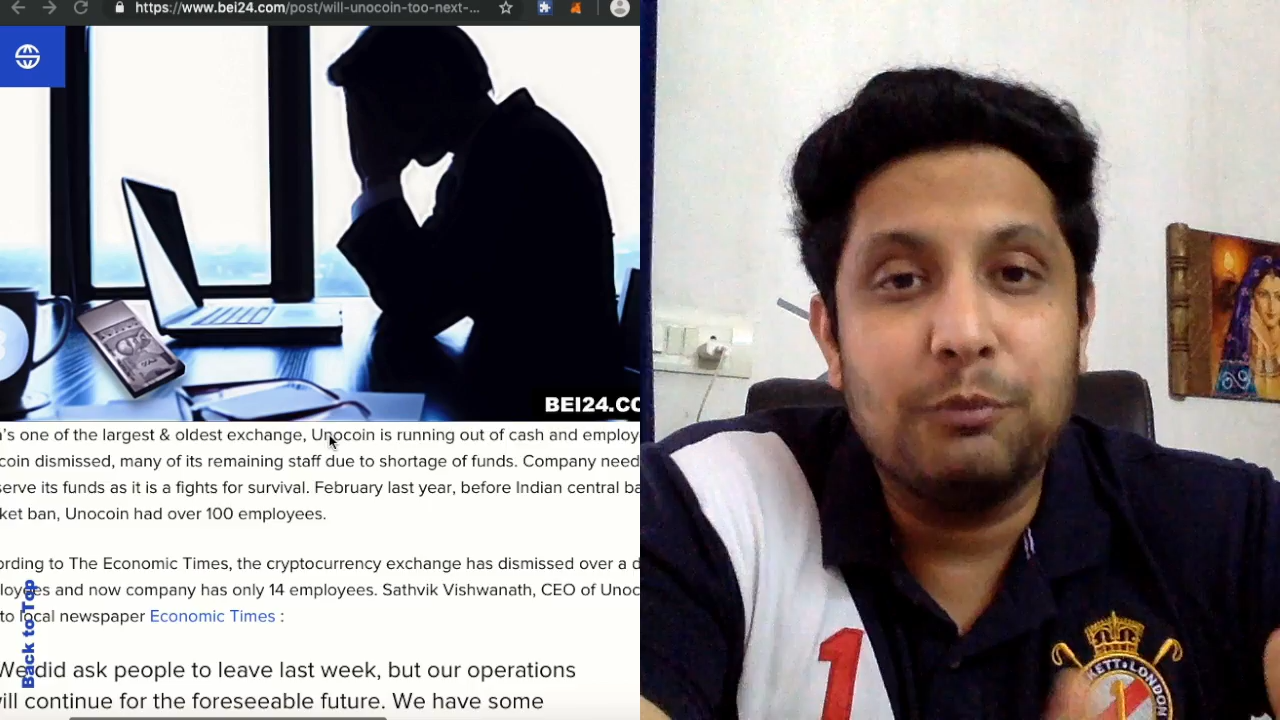 https://www.bei24.com/post/will-unocoin-too-next-...
BEI24.CO
's one of the largest & oldest exchange, Unocoin is running out of cash and employ
coin dismissed, many of its remaining staff due to shortage of funds. Company need
serve its funds as it is a fights for survival. February last year, before Indian central ba
ket ban, Unocoin had over 100 employees.
ording to The Economic Times, the cryptocurrency exchange has dismissed over a d
loyees and now company has only 14 employees. Sathvik Vishwanath, CEO of Unoc
to local newspaper Economic Times :
We did ask people to leave last week, but our operations
ill continue for the foreseeable future. We have some
Back to Top
1
KETT•LONDON